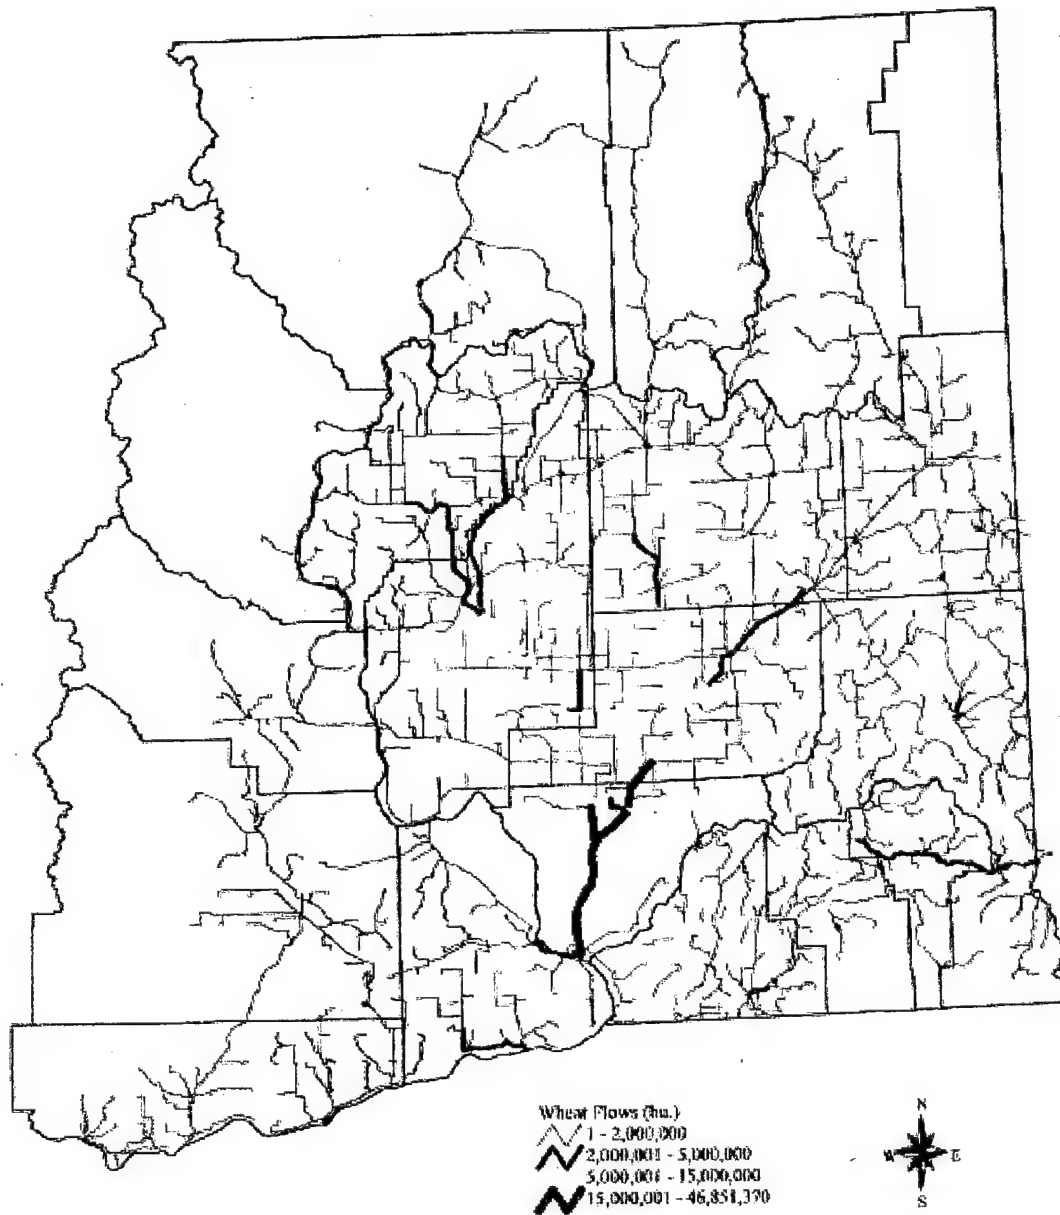 Wheat Flows (bu.)
1 - 2,000,000
2,000,001 - 5,000,000
5,000,001 - 15,000,000
15,000,001 - 46,851,370
N
W E
S